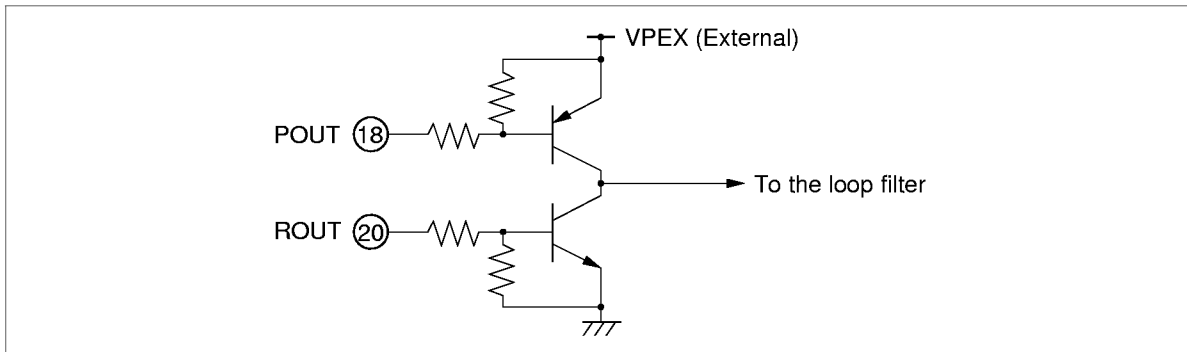 VPEX (External)
POUT 18
To the loop filter
ROUT 20